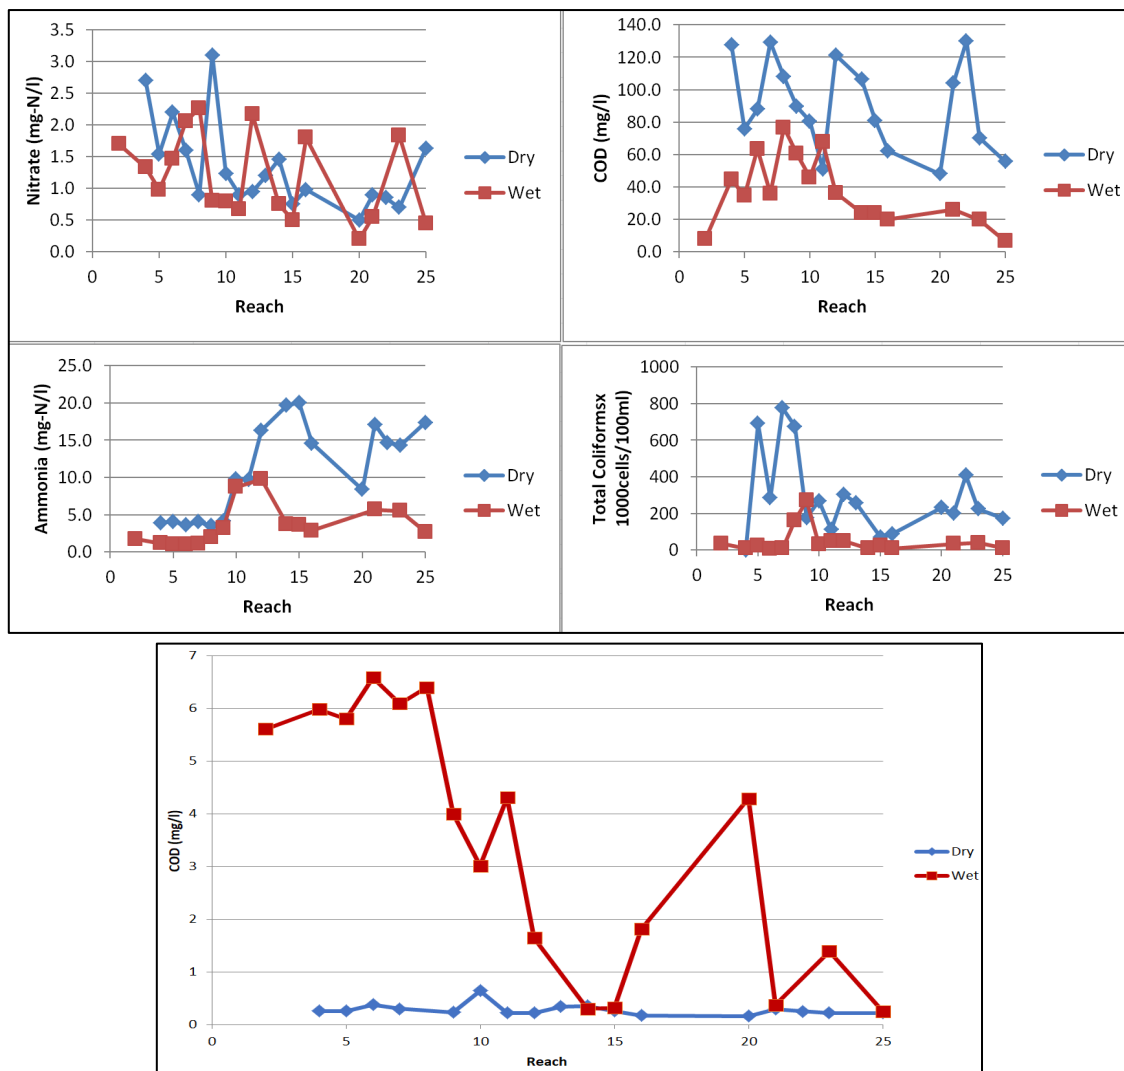 Nitrate (mg-N/l)
3.5
3.0
2.5
2.0
1.5
1.0
0.5
0.0
0 5 10 15 20 25
Reach
Dry
Wet
COD (mg/l)
140.0
120.0
100.0
80.0
60.0
40.0
20.0
0.0
0 5 10 15 20 25
Reach
Dry
Wet
Ammonia (mg-N/l)
25.0
20.0
15.0
10.0
5.0
0.0
0 5 10 15 20 25
Reach
Dry
Wet
Total Coliformsx
1000cells/100ml)
1000
800
600
400
200
0
0 5 10 15 20 25
Reach
Dry
Wet
COD (mg/l)
7
6
5
4
3
2
1
0
0 5 10 15 20 25
Reach
Dry
Wet